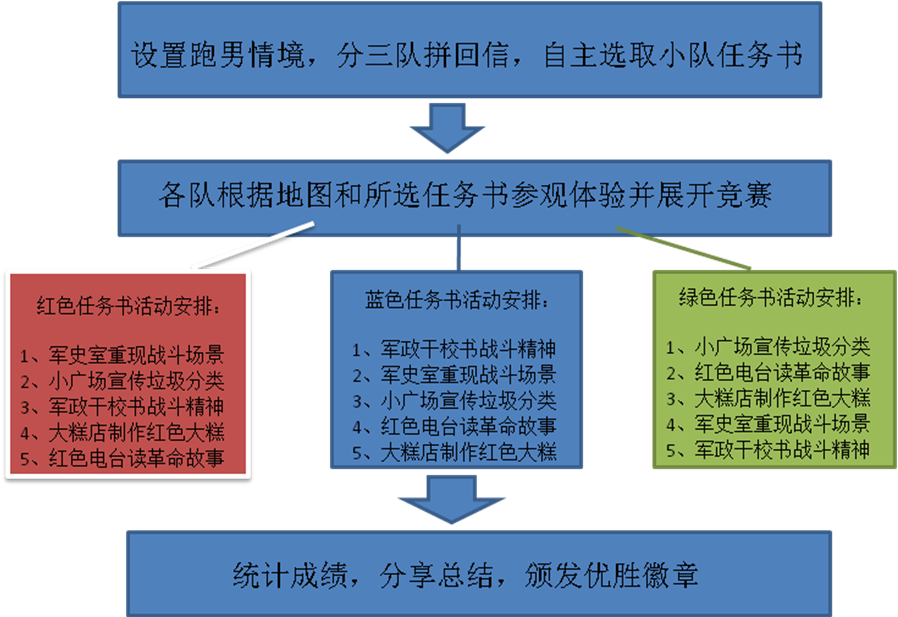 设置跑男情境，分三队拼回信，自主选取小队任务书
各队根据地图和所选任务书参观体验并展开竞赛
红色任务书活动安排：
1、军史室重现战斗场景
2、小广场宣传垃圾分类
3、军政干校书战斗精神
4、大糕店制作红色大糕
5、红色电台读革命故事
蓝色任务书活动安排：
1、军政干校书战斗精神
2、军史室重现战斗场景
3、小广场宣传垃圾分类
4、红色电台读革命故事
5、大糕店制作红色大糕
绿色任务书活动安排：
1、小广场宣传垃圾分类
2、红色电台读革命故事
3、大糕店制作红色大糕
4、军史室重现战斗场景
5、军政干校书战斗精神
统计成绩，分享总结，颁发优胜徽章